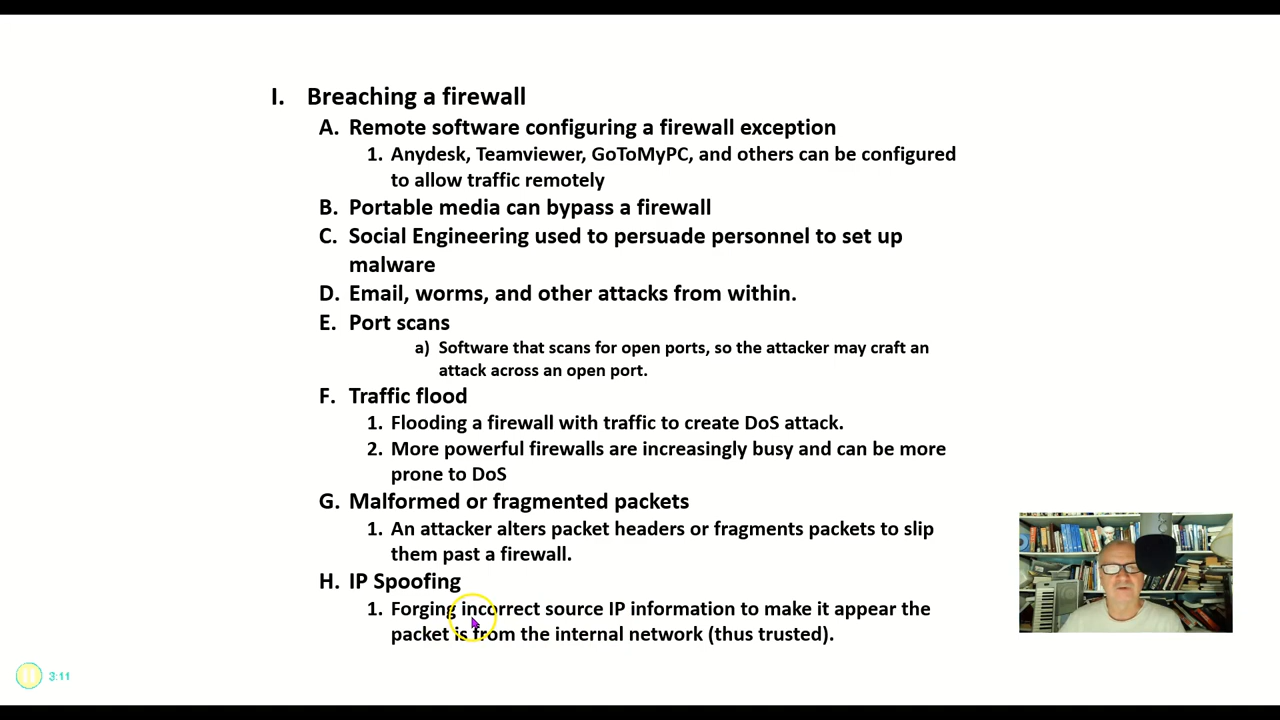 I. Breaching a firewall
A. Remote software configuring a firewall exception
1. Anydesk, Teamviewer, GoToMyPC, and others can be configured
to allow traffic remotely
B. Portable media can bypass a firewall
C. Social Engineering used to persuade personnel to set up
malware
D. Email, worms, and other attacks from within.
E. Port scans
a) Software that scans for open ports, so the attacker may craft an
attack across an open port.
F. Traffic flood
1. Flooding a firewall with traffic to create DoS attack.
2. More powerful firewalls are increasingly busy and can be more
prone to DoS
G. Malformed or fragmented packets
1. An attacker alters packet headers or fragments packets to slip
them past a firewall.
H. IP Spoofing
1. Forging incorrect source IP information to make it appear the
packet is from the internal network (thus trusted).
3:11